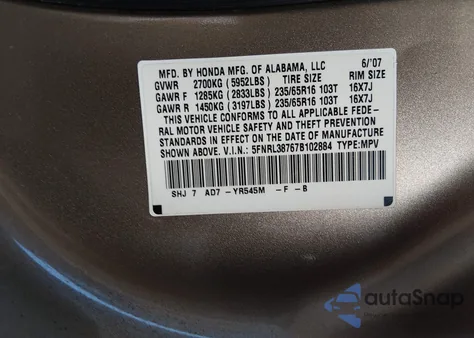 MFD. BY HONDA MFG. OF ALABAMA, LLC 6/'07
GVWR 2700KG (5952LBS) TIRE SIZE RIM SIZE
GAWR F 1285KG (2833LBS) 235/65R16 103T 16X7J
GAWR R 1450KG (3197LBS) 235/65R16 103T 16X7J
THIS VEHICLE CONFORMS TO ALL APPLICABLE FEDE-
RAL MOTOR VEHICLE SAFETY AND THEFT PREVENTION
STANDARDS IN EFFECT ON THE DATE OF MANUFACTURE
SHOWN ABOVE. V.I.N.: 5FNRL38767B102884 TYPE:MPV
SHJ 7 AD7 -YR545M -F -B
autoSnap